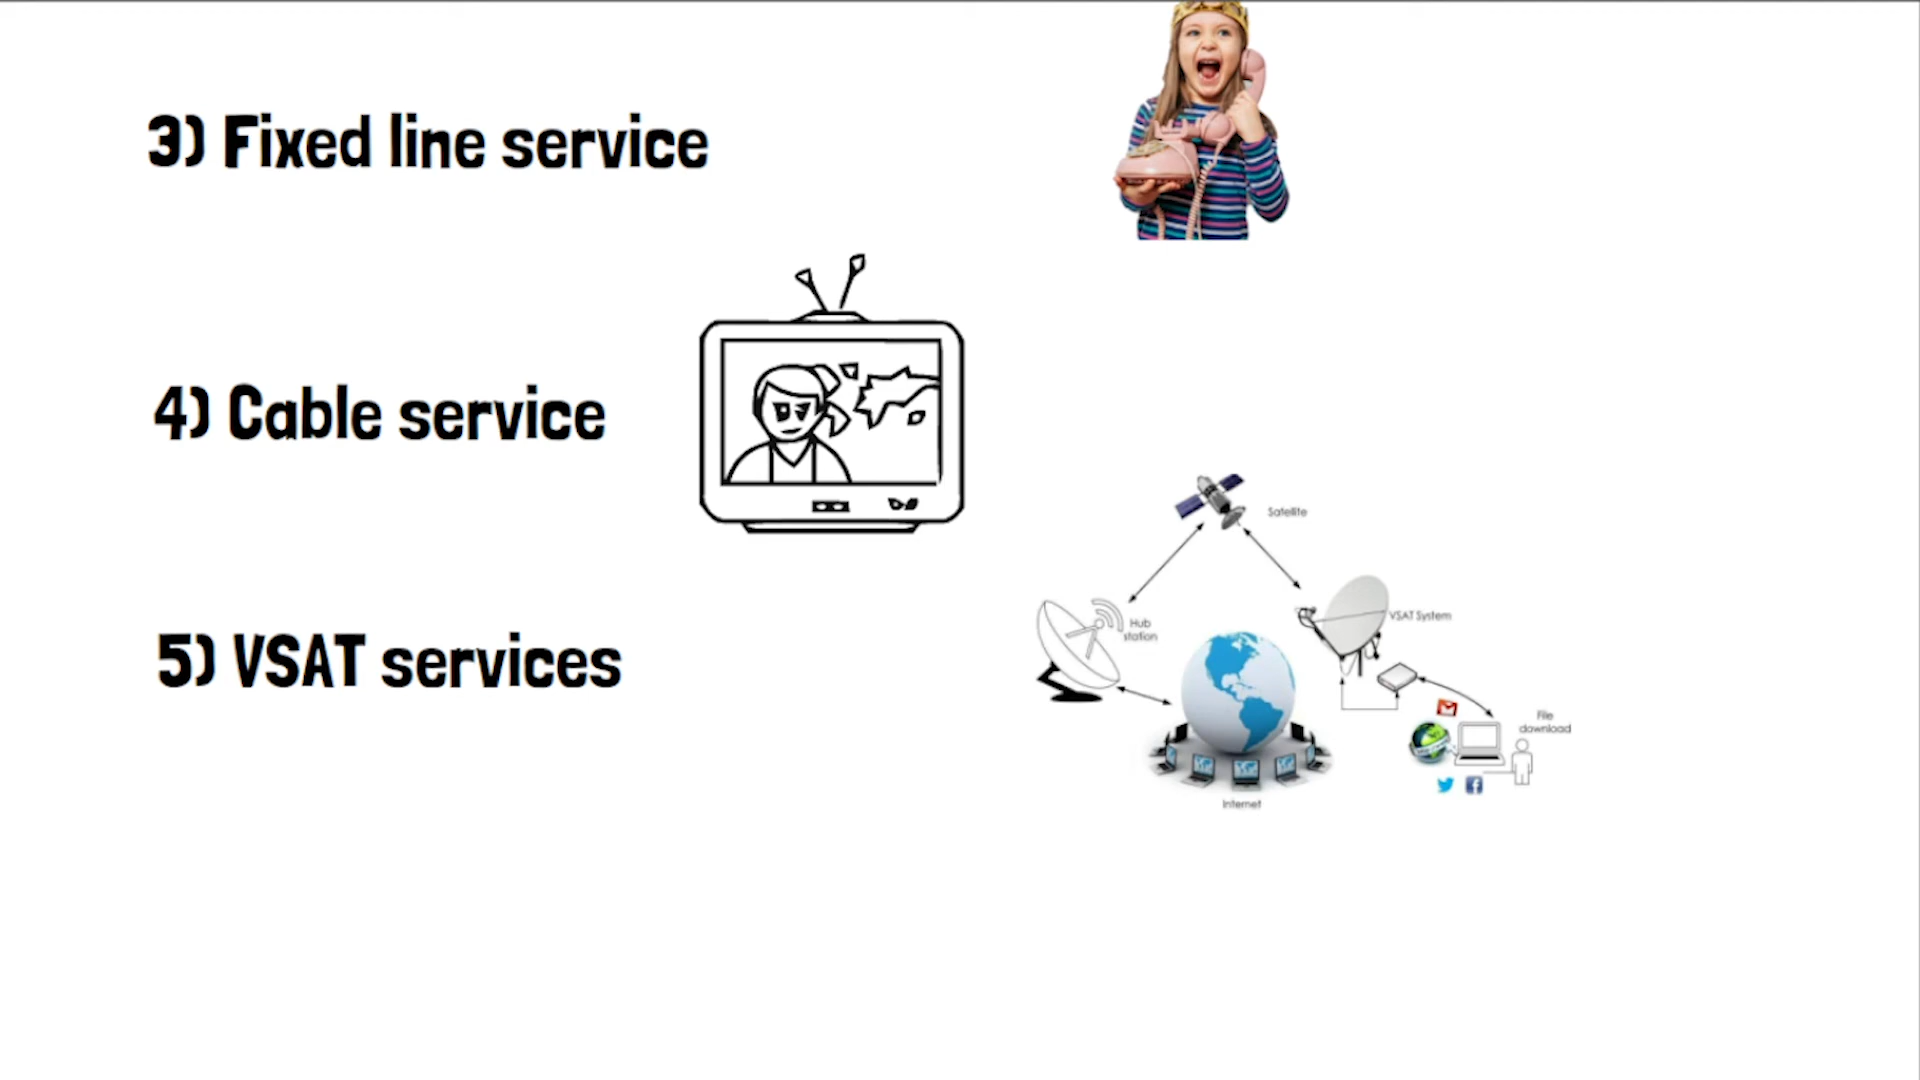 3) Fixed line service
4) Cable service
Satellite
Hub
station
VSAT System
5) VSAT services
File
download
Internet